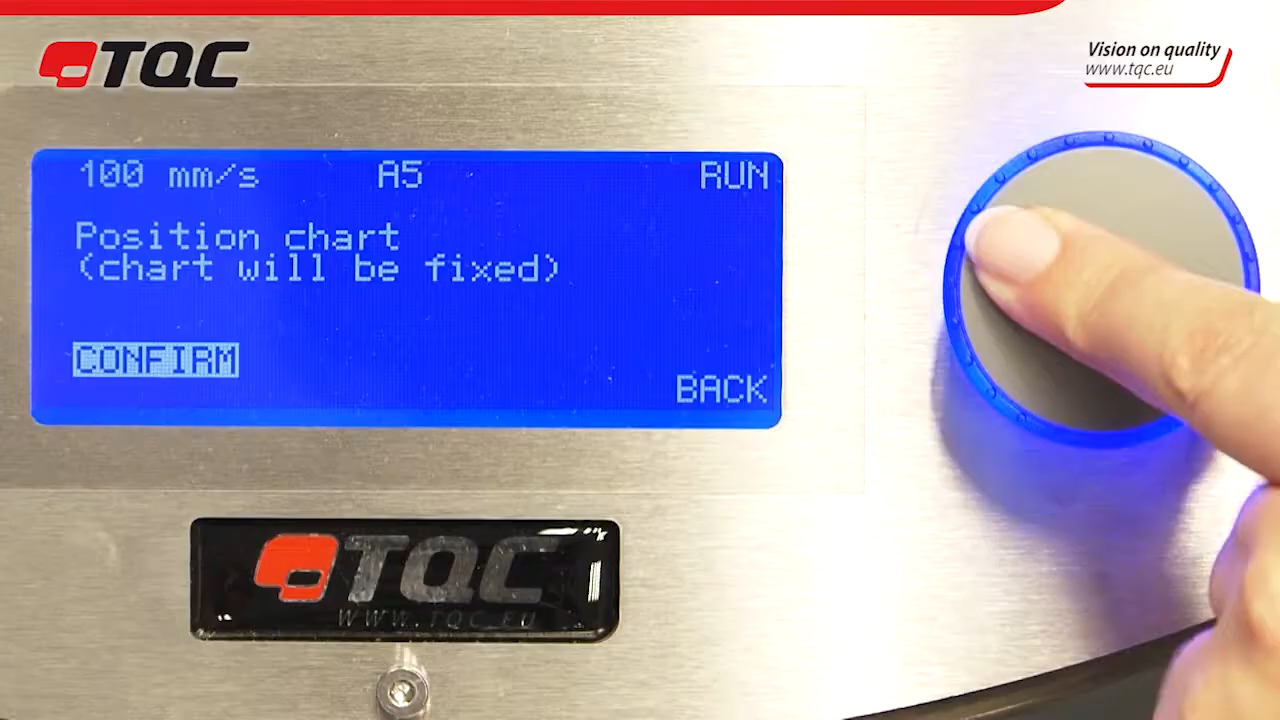 TQC
Vision on quality
www.tqc.eu
100 mm/s A5 RUN
Position chart
(chart will be fixed)
CONFIRM
BACK
TQC
WWW.TQC.EU